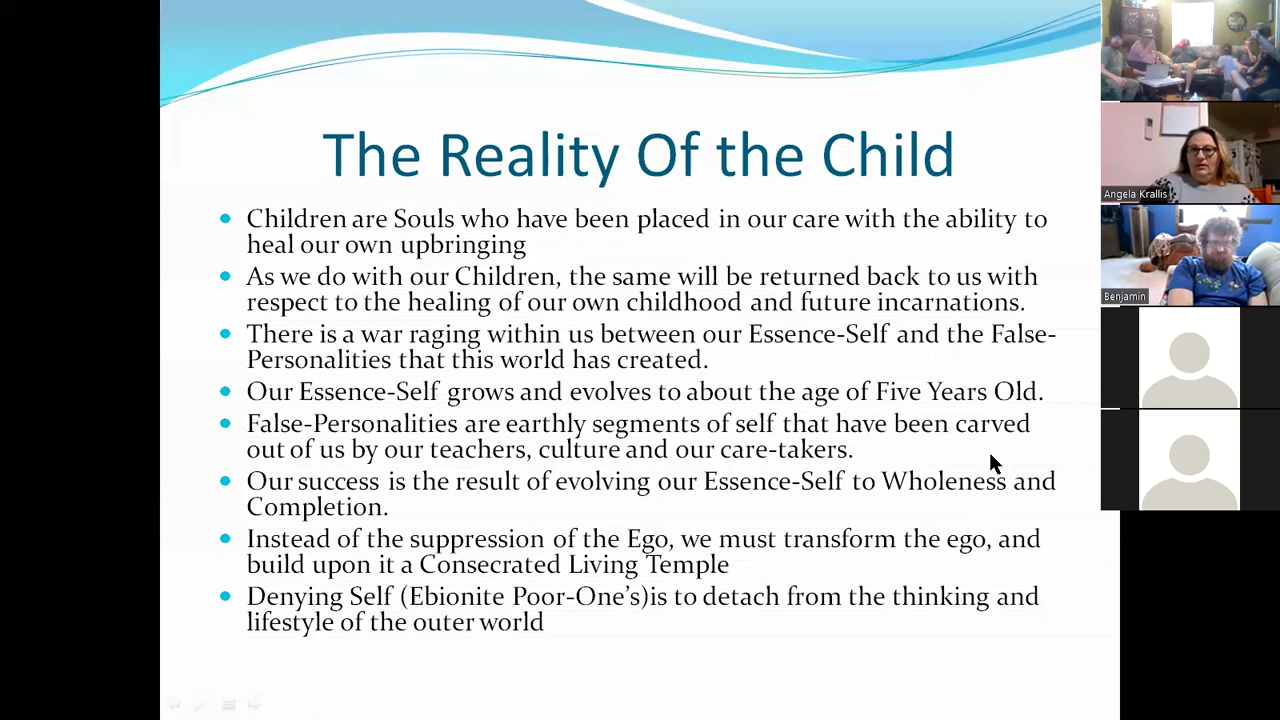 The Reality Of the Child
Children are Souls who have been placed in our care with the ability to
heal our own upbringing
As we do with our Children, the same will be returned back to us with
respect to the healing of our own childhood and future incarnations.
There is a war raging within us between our Essence-Self and the False-
Personalities that this world has created.
Our Essence-Self grows and evolves to about the age of Five Years Old.
False-Personalities are earthly segments of self that have been carved
out of us by our teachers, culture and our care-takers.
Our success is the result of evolving our Essence-Self to Wholeness and
Completion.
Instead of the suppression of the Ego, we must transform the ego, and
build upon it a Consecrated Living Temple
Denying Self (Ebionite Poor-One's)is to detach from the thinking and
lifestyle of the outer world
Angela Krallis
Benjamin